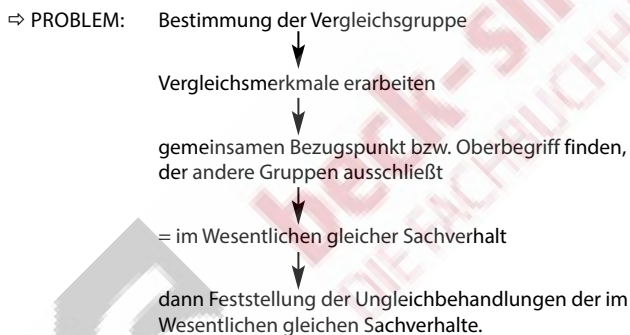 ⇨ PROBLEM: Bestimmung der Vergleichsgruppe
Vergleichsmerkmale erarbeiten
gemeinsamen Bezugspunkt bzw. Oberbegriff finden,
der andere Gruppen ausschließt
= im Wesentlichen gleicher Sachverhalt
dann Feststellung der Ungleichbehandlungen der im
Wesentlichen gleichen Sachverhalte.